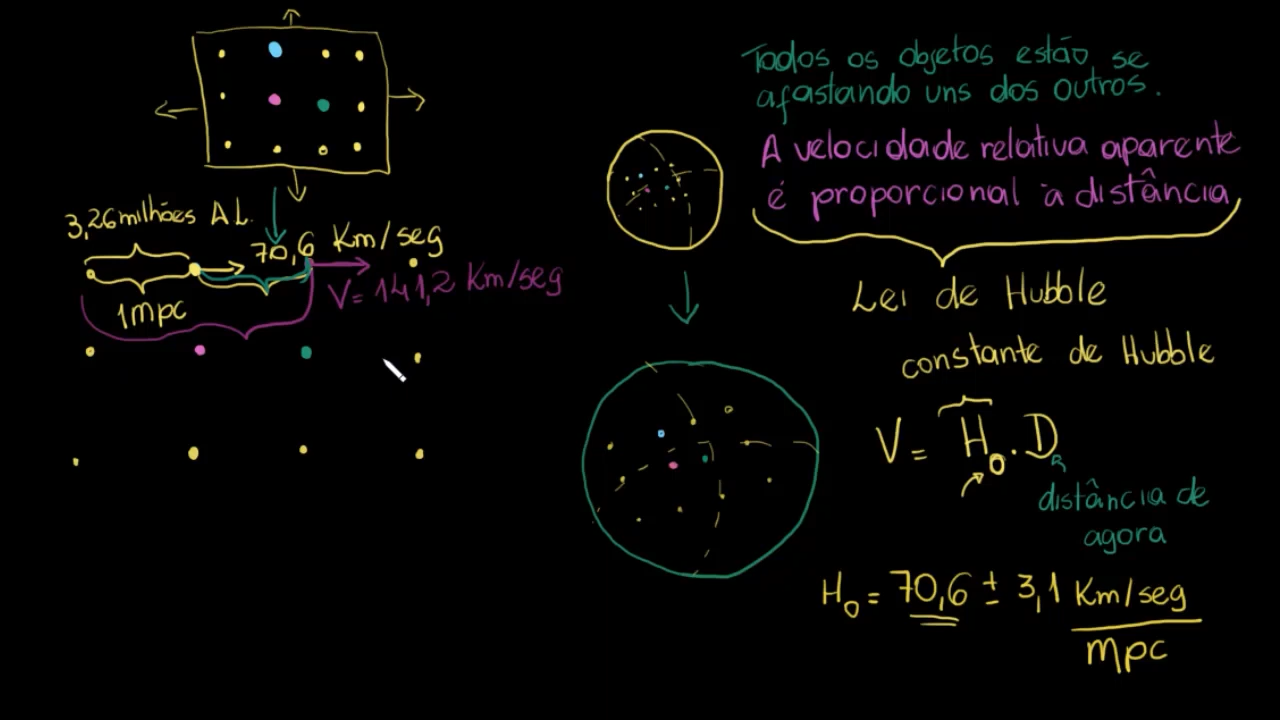 3,26 milhões A L.
70,6 Km/seg
V = 141,2 Km/seg
1 Mpc
Todos os objetos estão se
afastando uns dos outros.
A velocidade relativa aparente
é proporcional à distância
Lei de Hubble
constante de Hubble
V = H₀ . D
distância de
agora
H₀ = 70,6 ± 3,1 Km/seg
Mpc